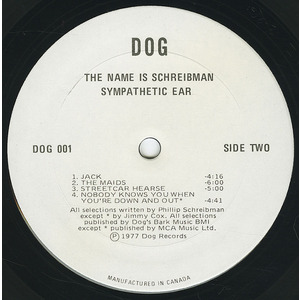 DOG
THE NAME IS SCHREIBMAN
SYMPATHETIC EAR
DOG 001 SIDE TWO
1. JACK -4:16
2. THE MAIDS -6:00
3. STREETCAR HEARSE -5:00
4. NOBODY KNOWS YOU WHEN
YOU'RE DOWN AND OUT* -4:41
All selections written by Phillip Schreibman
except * by Jimmy Cox. All selections
published by Dog's Bark Music BMI
except * published by MCA Music Ltd.
Ⓟ 1977 Dog Records
MANUFACTURED IN CANADA